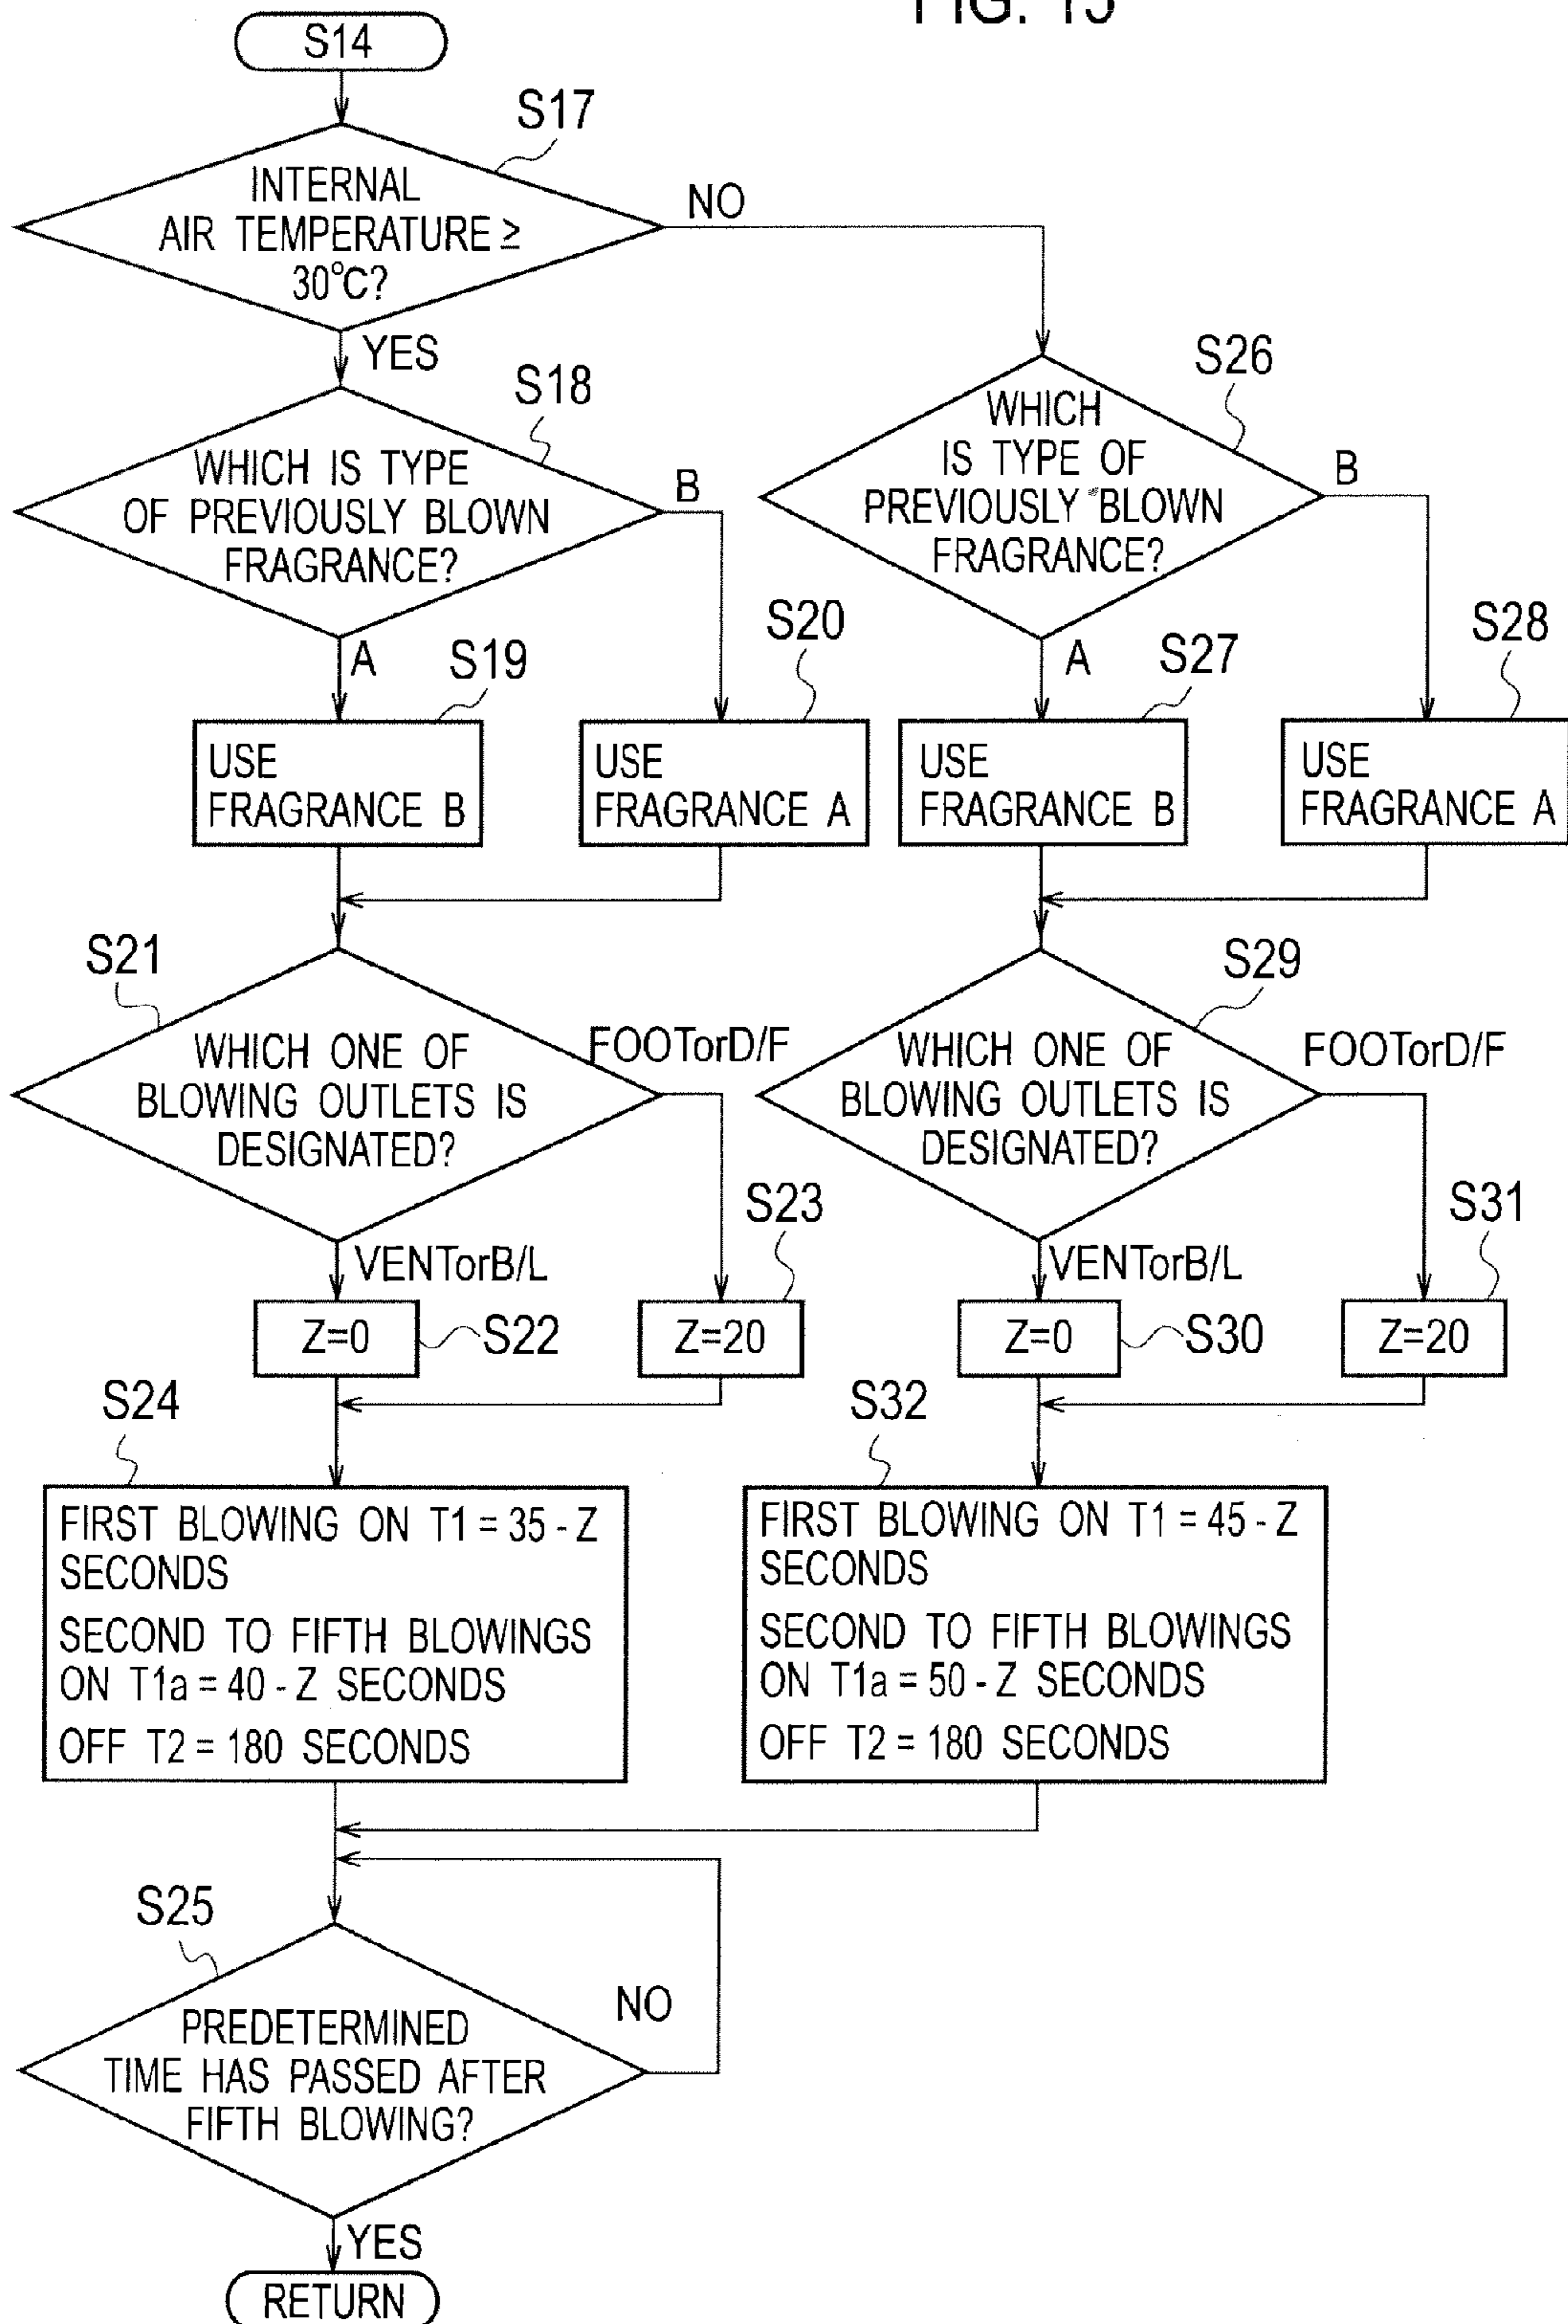 FIG. 15
S14
S17
INTERNAL
AIR TEMPERATURE ≥
30°C?
NO
YES
S18
WHICH IS TYPE
OF PREVIOUSLY BLOWN
FRAGRANCE?
B
A
S26
WHICH
IS TYPE OF
PREVIOUSLY BLOWN
FRAGRANCE?
B
A
S19
USE
FRAGRANCE B
S20
USE
FRAGRANCE A
S27
USE
FRAGRANCE B
S28
USE
FRAGRANCE A
S21
WHICH ONE OF
BLOWING OUTLETS IS
DESIGNATED?
FOOTorD/F
VENTorB/L
S29
WHICH ONE OF
BLOWING OUTLETS IS
DESIGNATED?
FOOTorD/F
VENTorB/L
Z=0
S22
S23
Z=20
Z=0
S30
S31
Z=20
S24
FIRST BLOWING ON T1 = 35 - Z
SECONDS
SECOND TO FIFTH BLOWINGS
ON T1a = 40 - Z SECONDS
OFF T2 = 180 SECONDS
S32
FIRST BLOWING ON T1 = 45 - Z
SECONDS
SECOND TO FIFTH BLOWINGS
ON T1a = 50 - Z SECONDS
OFF T2 = 180 SECONDS
S25
PREDETERMINED
TIME HAS PASSED AFTER
FIFTH BLOWING?
NO
YES
RETURN